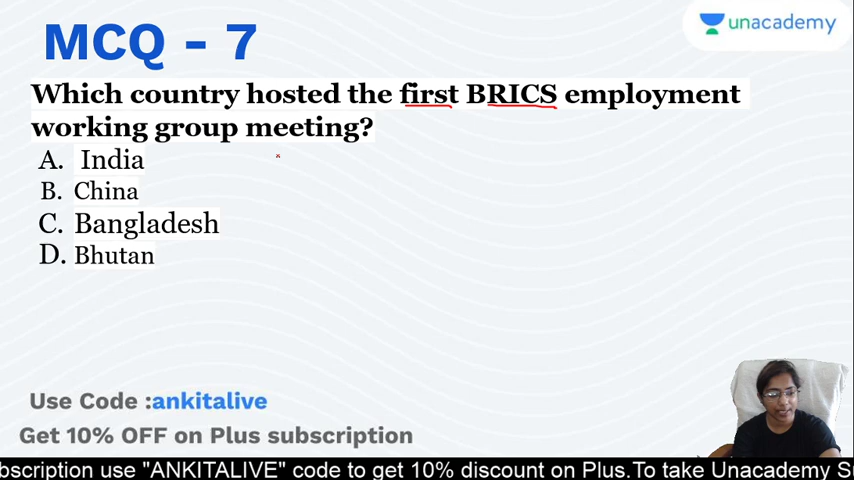 unacademy
MCQ - 7
Which country hosted the first BRICS employment
working group meeting?
A. India
B. China
C. Bangladesh
D. Bhutan
Use Code :ankitalive
Get 10% OFF on Plus subscription
bscription use "ANKITALIVE" code to get 10% discount on Plus.To take Unacademy Su